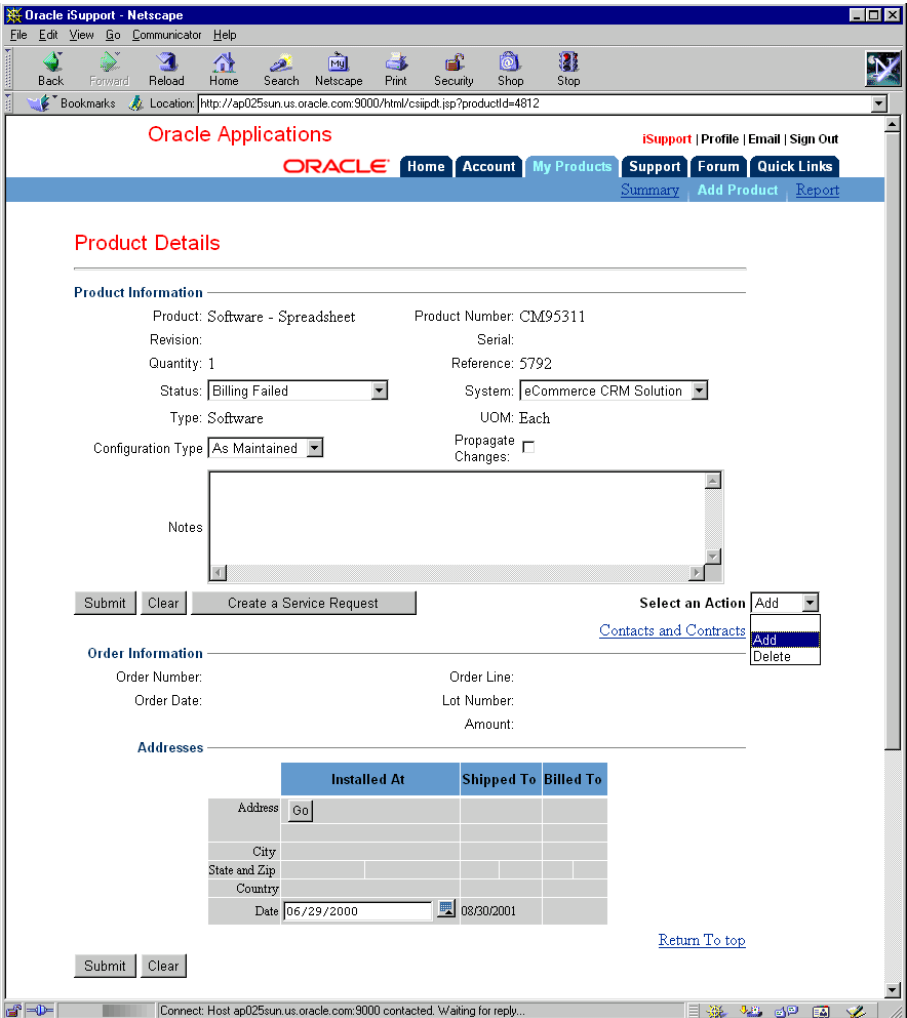 Oracle iSupport - Netscape
File Edit View Go Communicator Help
Back Forward Reload Home Search Netscape Print Security Shop Stop
My
N
Bookmarks Location: http://ap025sun.us.oracle.com:9000/html/csiipdt.jsp?productId=4812
Oracle Applications
iSupport | Profile | Email | Sign Out
ORACLE Home Account My Products Support Forum Quick Links
Summary Add Product Report
Product Details
Product Information
Product: Software - Spreadsheet Product Number: CM95311
Revision: Serial:
Quantity: 1 Reference: 5792
Status: Billing Failed System: eCommerce CRM Solution
Type: Software UOM: Each
Configuration Type As Maintained Propagate Changes:
Notes
Submit Clear Create a Service Request Select an Action Add
Contacts and Contracts
Add
Delete
Order Information
Order Number: Order Line:
Order Date: Lot Number:
Amount:
Addresses
Installed At Shipped To Billed To
Address Go
City
State and Zip
Country
Date 06/29/2000 08/30/2001
Return To top
Submit Clear
Connect: Host ap025sun.us.oracle.com:9000 contacted. Waiting for reply...